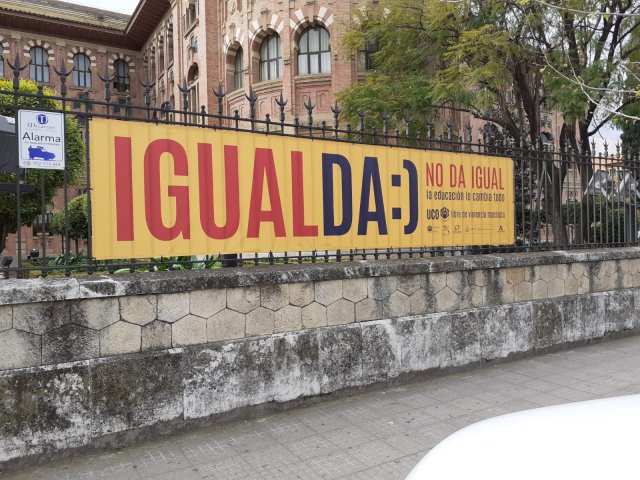 Alarma
IGUALDA:)
NO DA IGUAL
la educación lo cambia todo
UCO libre de violencia machista